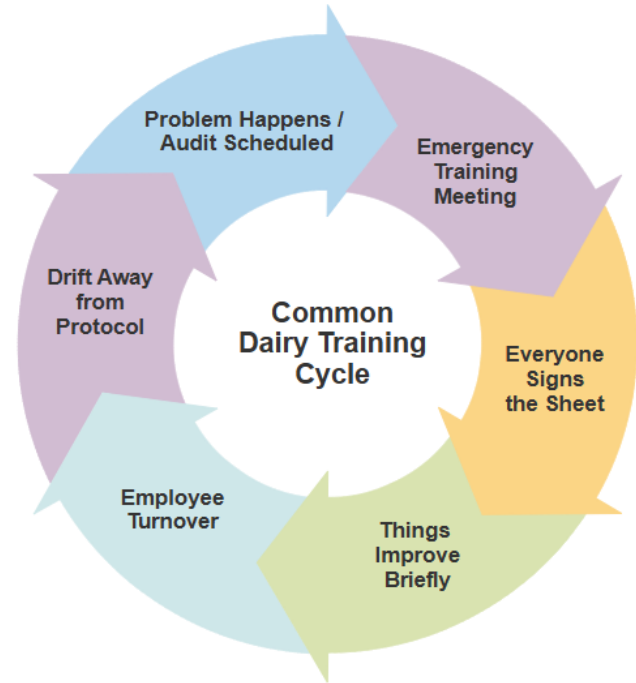 Common
Dairy Training
Cycle
Problem Happens /
Audit Scheduled
Emergency
Training
Meeting
Everyone
Signs
the Sheet
Things
Improve
Briefly
Employee
Turnover
Drift Away
from
Protocol